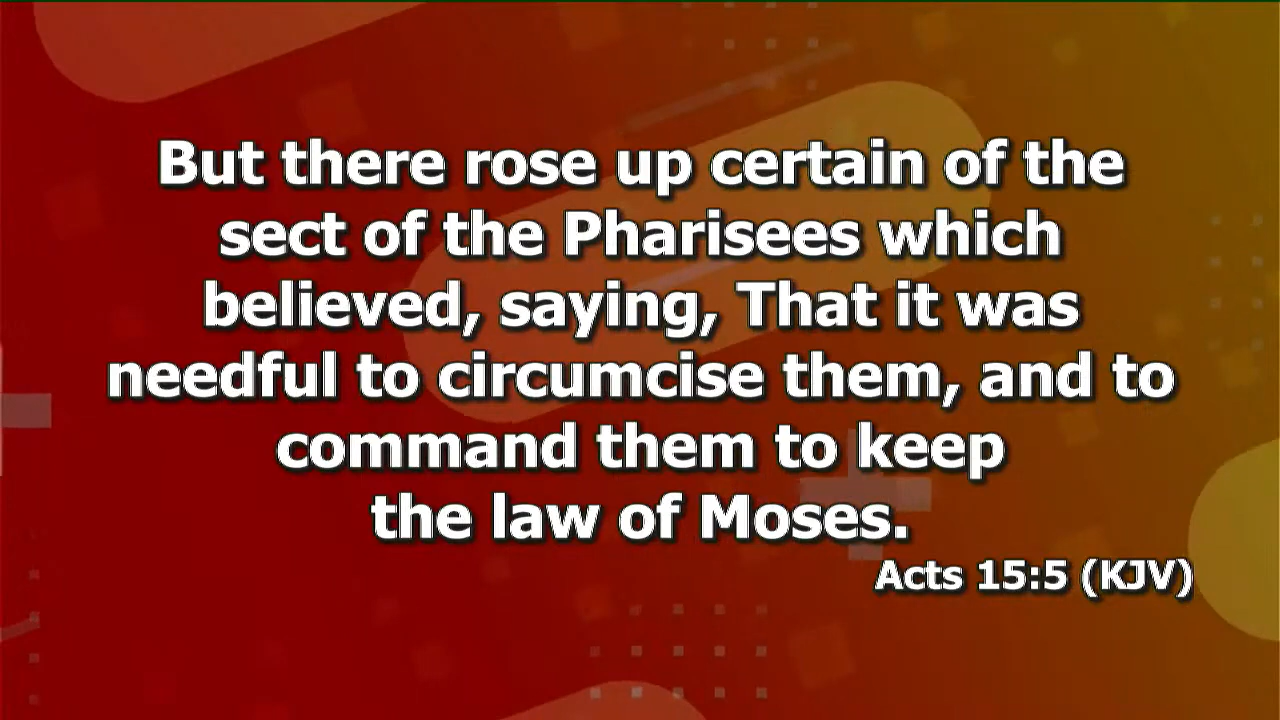 But there rose up certain of the
sect of the Pharisees which
believed, saying, That it was
needful to circumcise them, and to
command them to keep
the law of Moses.
Acts 15:5 (KJV)